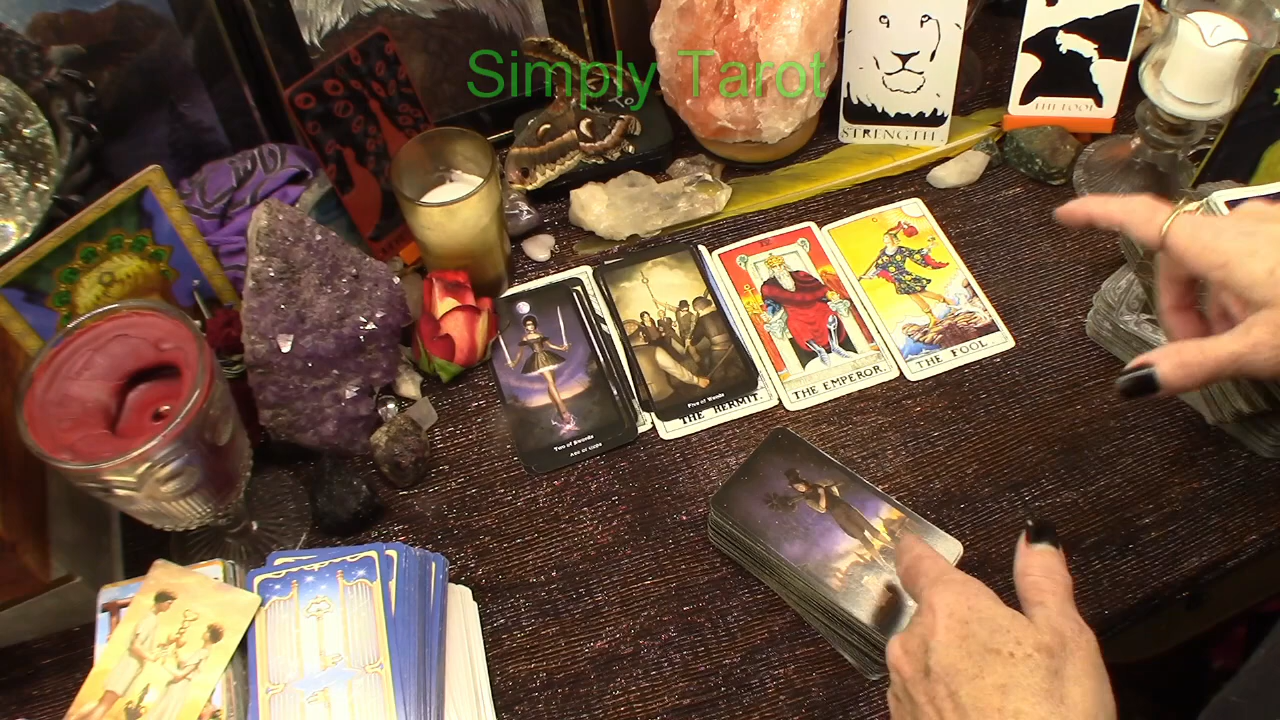 Simply Tarot
STRENGTH
THE FOOL
IV
THE EMPEROR.
THE FOOL.
Five of Wands
THE HERMIT.
Two of Swords
Ace of Cups